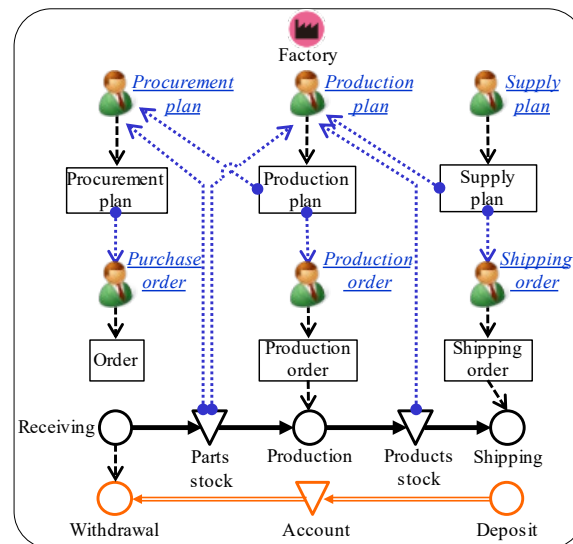 Factory
Procurement
plan
Production
plan
Supply
plan
Procurement
plan
Production
plan
Supply
plan
Purchase
order
Production
order
Shipping
order
Order
Production
order
Shipping
order
Receiving
Parts
stock
Production
Products
stock
Shipping
Withdrawal
Account
Deposit